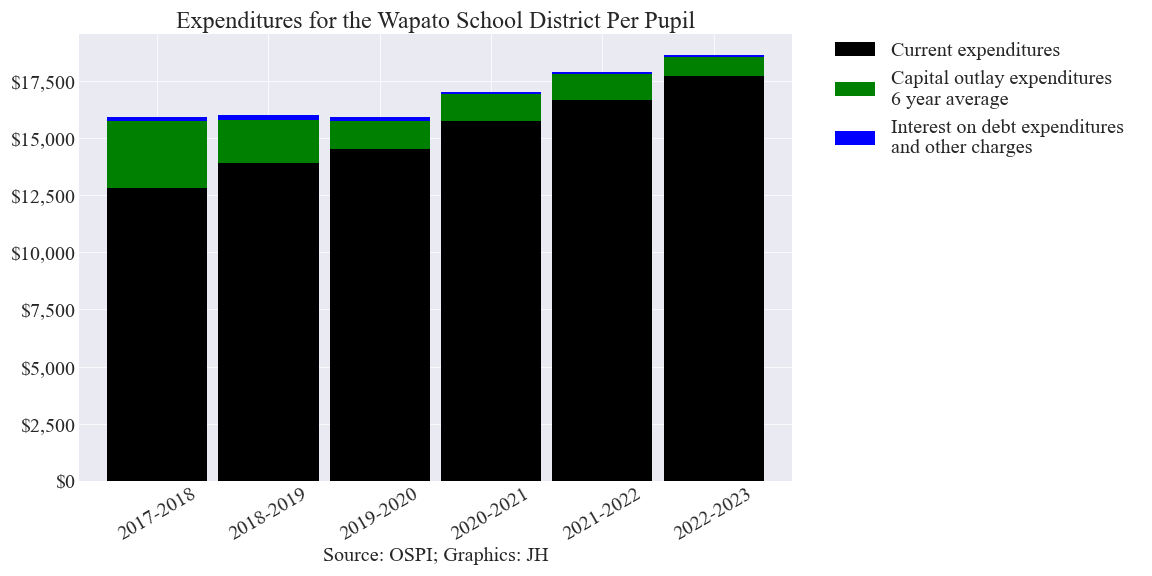 Expenditures for the Wapato School District Per Pupil
Current expenditures
Capital outlay expenditures
6 year average
Interest on debt expenditures
and other charges
$17,500
$15,000
$12,500
$10,000
$7,500
$5,000
$2,500
$0
2017-2018
2018-2019
2019-2020
2020-2021
2021-2022
2022-2023
Source: OSPI; Graphics: JH